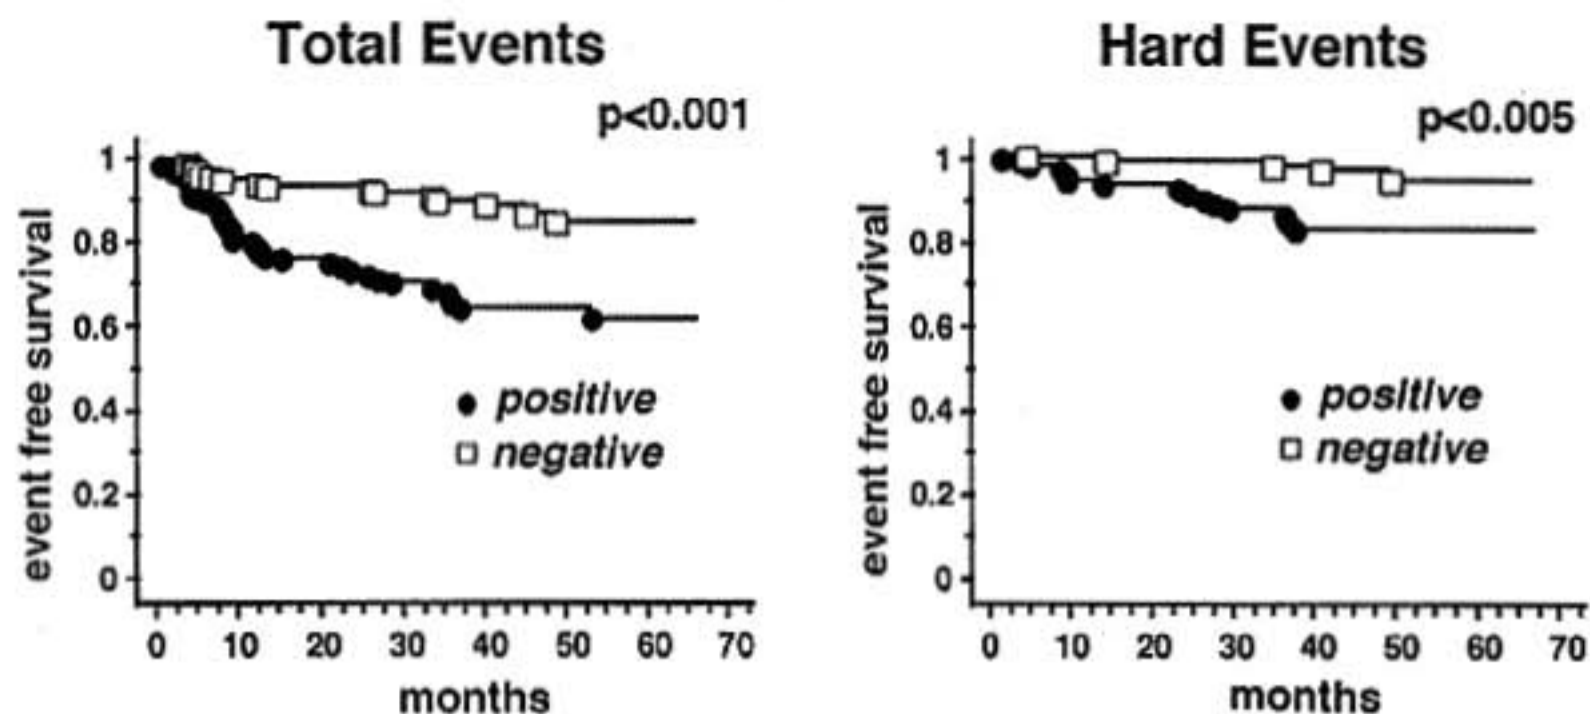 Total Events
p<0.001
event free survival
1
0.8
0.6
0.4
0.2
0
positive
negative
0 10 20 30 40 50 60 70
months
Hard Events
p<0.005
event free survival
1
0.8
0.6
0.4
0.2
0
positive
negative
0 10 20 30 40 50 60 70
months